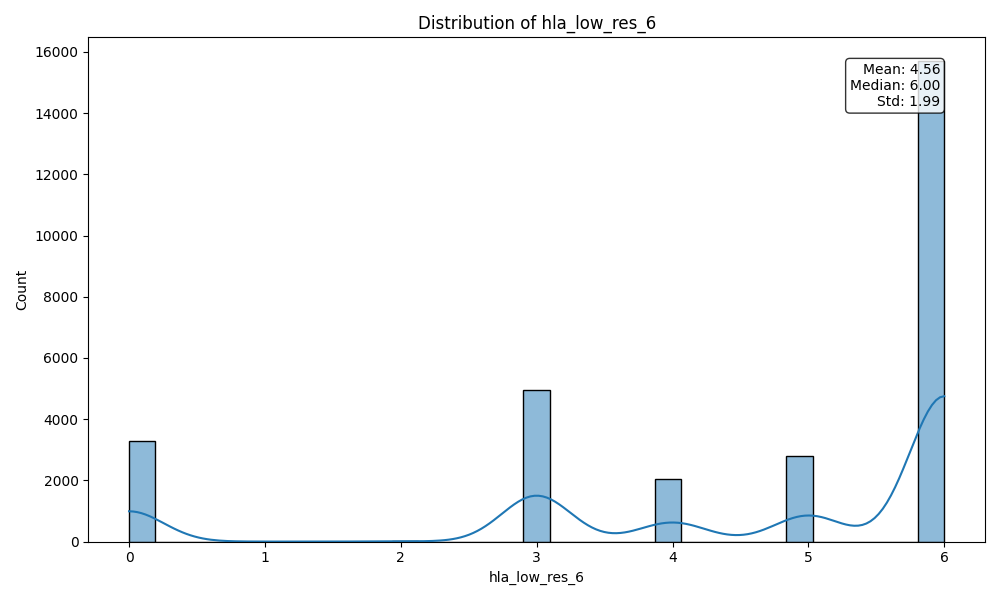 Distribution of hla_low_res_6
Mean: 4.56
Median: 6.00
Std: 1.99
16000
14000
12000
10000
8000
6000
4000
2000
0
Count
0 1 2 3 4 5 6
hla_low_res_6